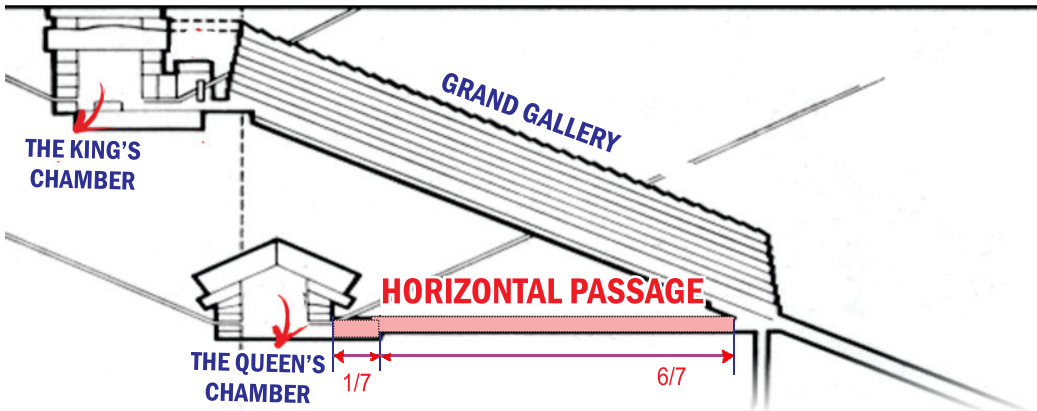 GRAND GALLERY
THE KING'S
CHAMBER
HORIZONTAL PASSAGE
THE QUEEN'S
CHAMBER
1/7
6/7